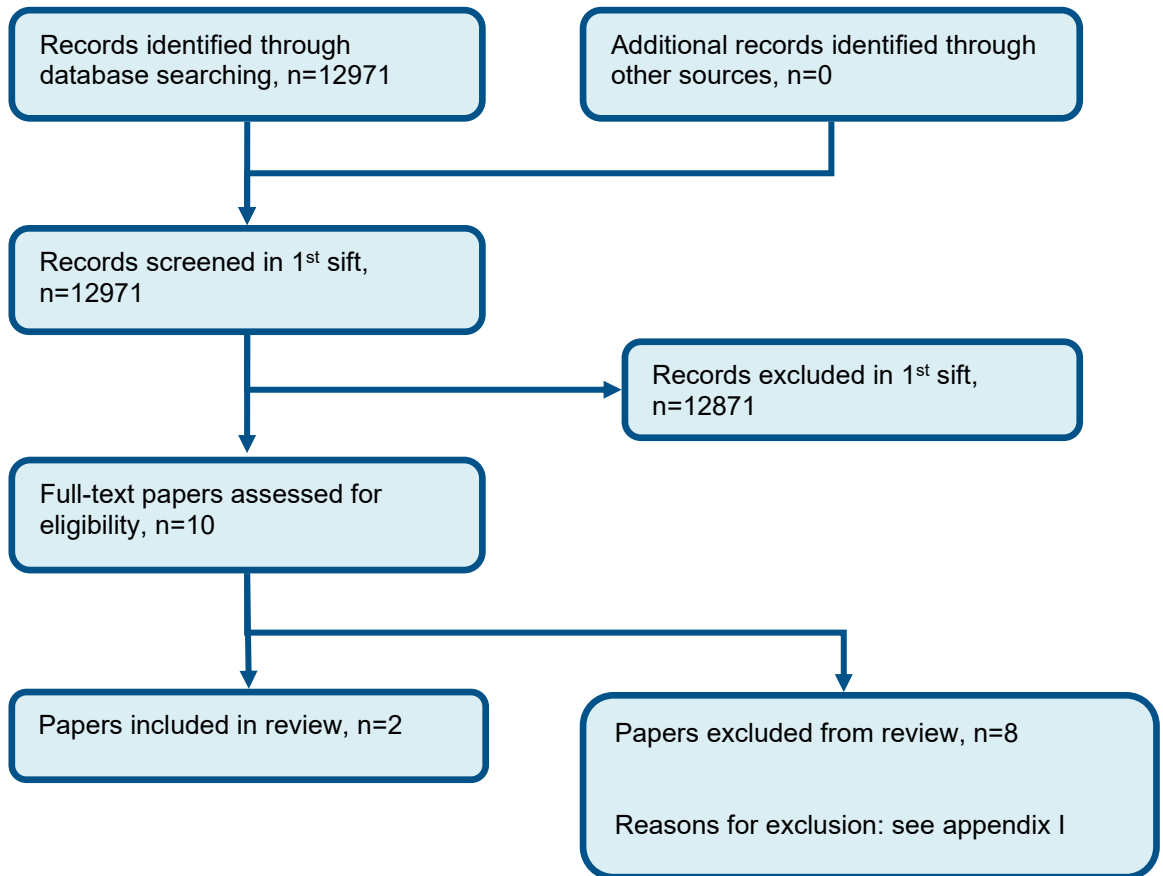 Records identified through
database searching, n=12971
Additional records identified through
other sources, n=0
Records screened in 1st sift,
n=12971
Records excluded in 1st sift,
n=12871
Full-text papers assessed for
eligibility, n=10
Papers included in review, n=2
Papers excluded from review, n=8
Reasons for exclusion: see appendix I